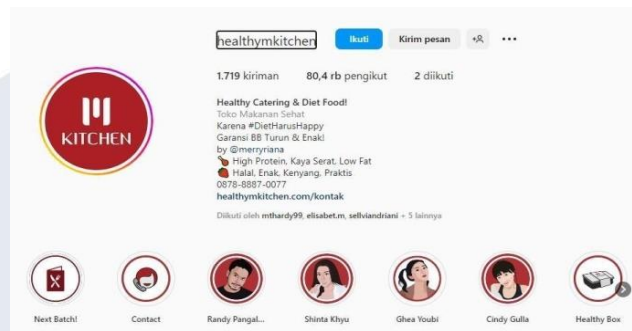 healthymkitchen Ikuti Kirim pesan
1.719 kiriman 80,4 rb pengikut 2 diikuti
Healthy Catering & Diet Food!
Toko Makanan Sehat
Karena #DietHarusHappy
Garansi BB Turun & Enak!
by @merryriana
High Protein, Kaya Serat, Low Fat
Halal, Enak, Kenyang, Praktis
0878-8887-0077
healthymkitchen.com/kontak
Diikuti oleh mthardy99, elisabet.m, sellviandriani + 5 lainnya
KITCHEN
Next Batch! Contact Randy Pangal... Shinta Khyu Ghea Youbi Cindy Gulla Healthy Box